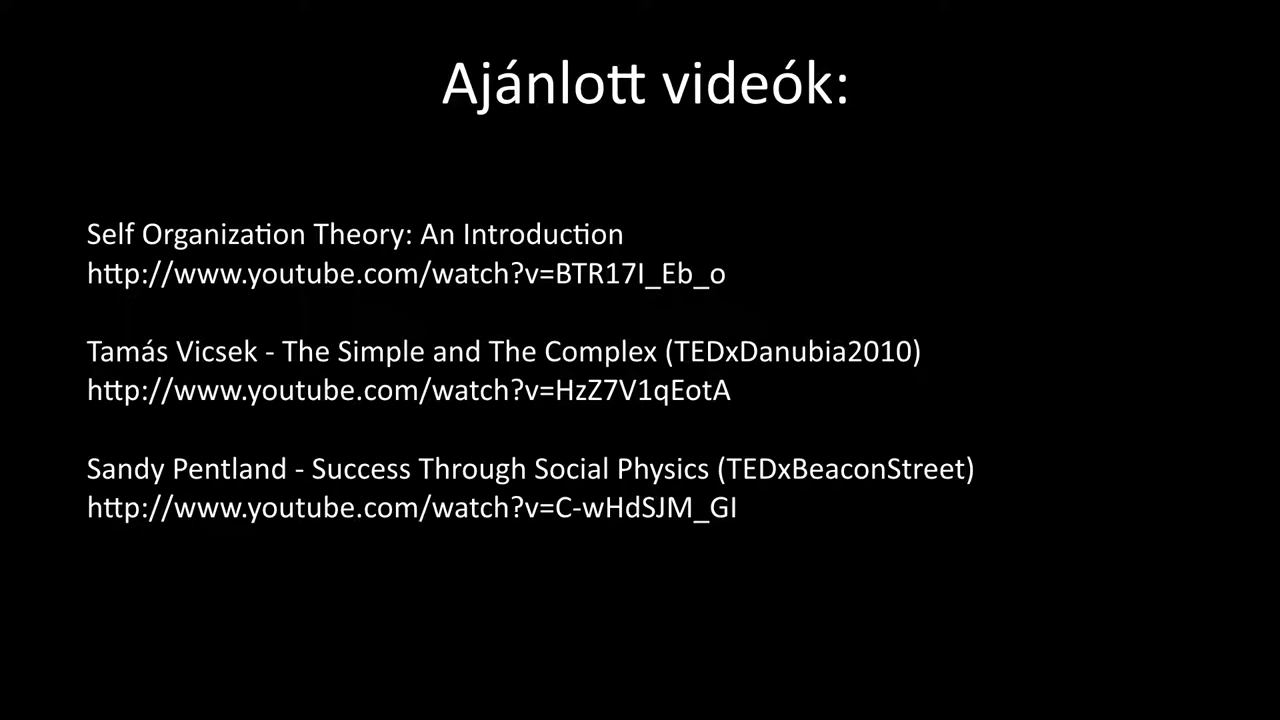 Ajánlott videók:
Self Organization Theory: An Introduction
http://www.youtube.com/watch?v=BTR17I_Eb_o
Tamás Vicsek - The Simple and The Complex (TEDxDanubia2010)
http://www.youtube.com/watch?v=HzZ7V1qEotA
Sandy Pentland - Success Through Social Physics (TEDxBeaconStreet)
http://www.youtube.com/watch?v=C-wHdSJM_GI